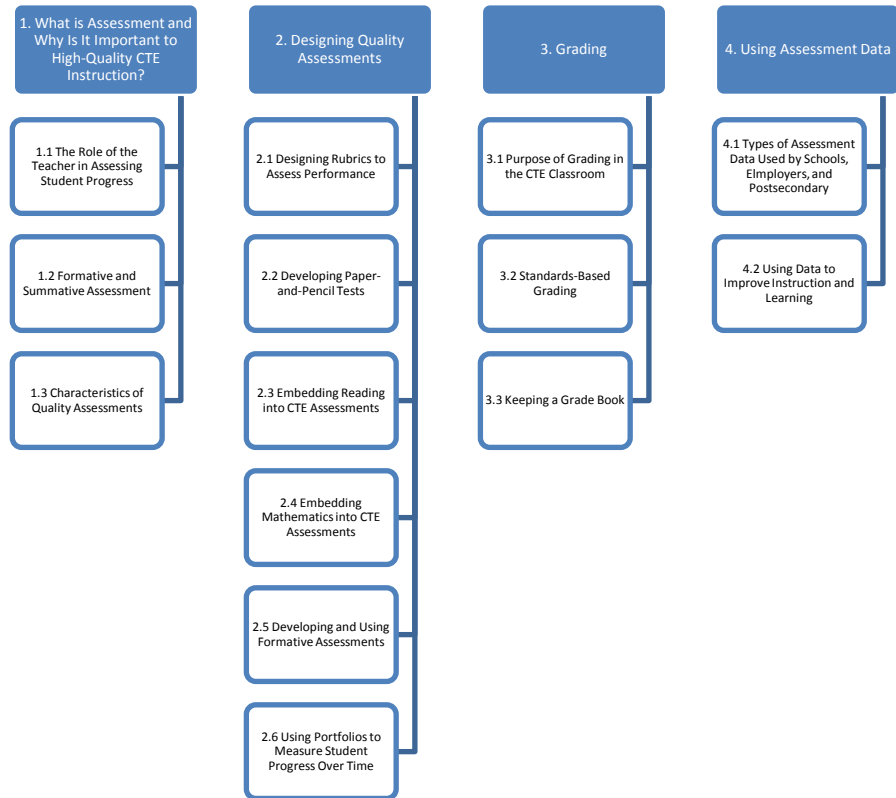 1. What is Assessment and
Why Is It Important to
High-Quality CTE
Instruction?
1.1 The Role of the
Teacher in Assessing
Student Progress
1.2 Formative and
Summative Assessment
1.3 Characteristics of
Quality Assessments
2. Designing Quality
Assessments
2.1 Designing Rubrics to
Assess Performance
2.2 Developing Paper-
and-Pencil Tests
2.3 Embedding Reading
into CTE Assessments
2.4 Embedding
Mathematics into CTE
Assessments
2.5 Developing and Using
Formative Assessments
2.6 Using Portfolios to
Measure Student
Progress Over Time
3. Grading
3.1 Purpose of Grading in
the CTE Classroom
3.2 Standards-Based
Grading
3.3 Keeping a Grade Book
4. Using Assessment Data
4.1 Types of Assessment
Data Used by Schools,
Elmployers, and
Postsecondary
4.2 Using Data to
Improve Instruction and
Learning